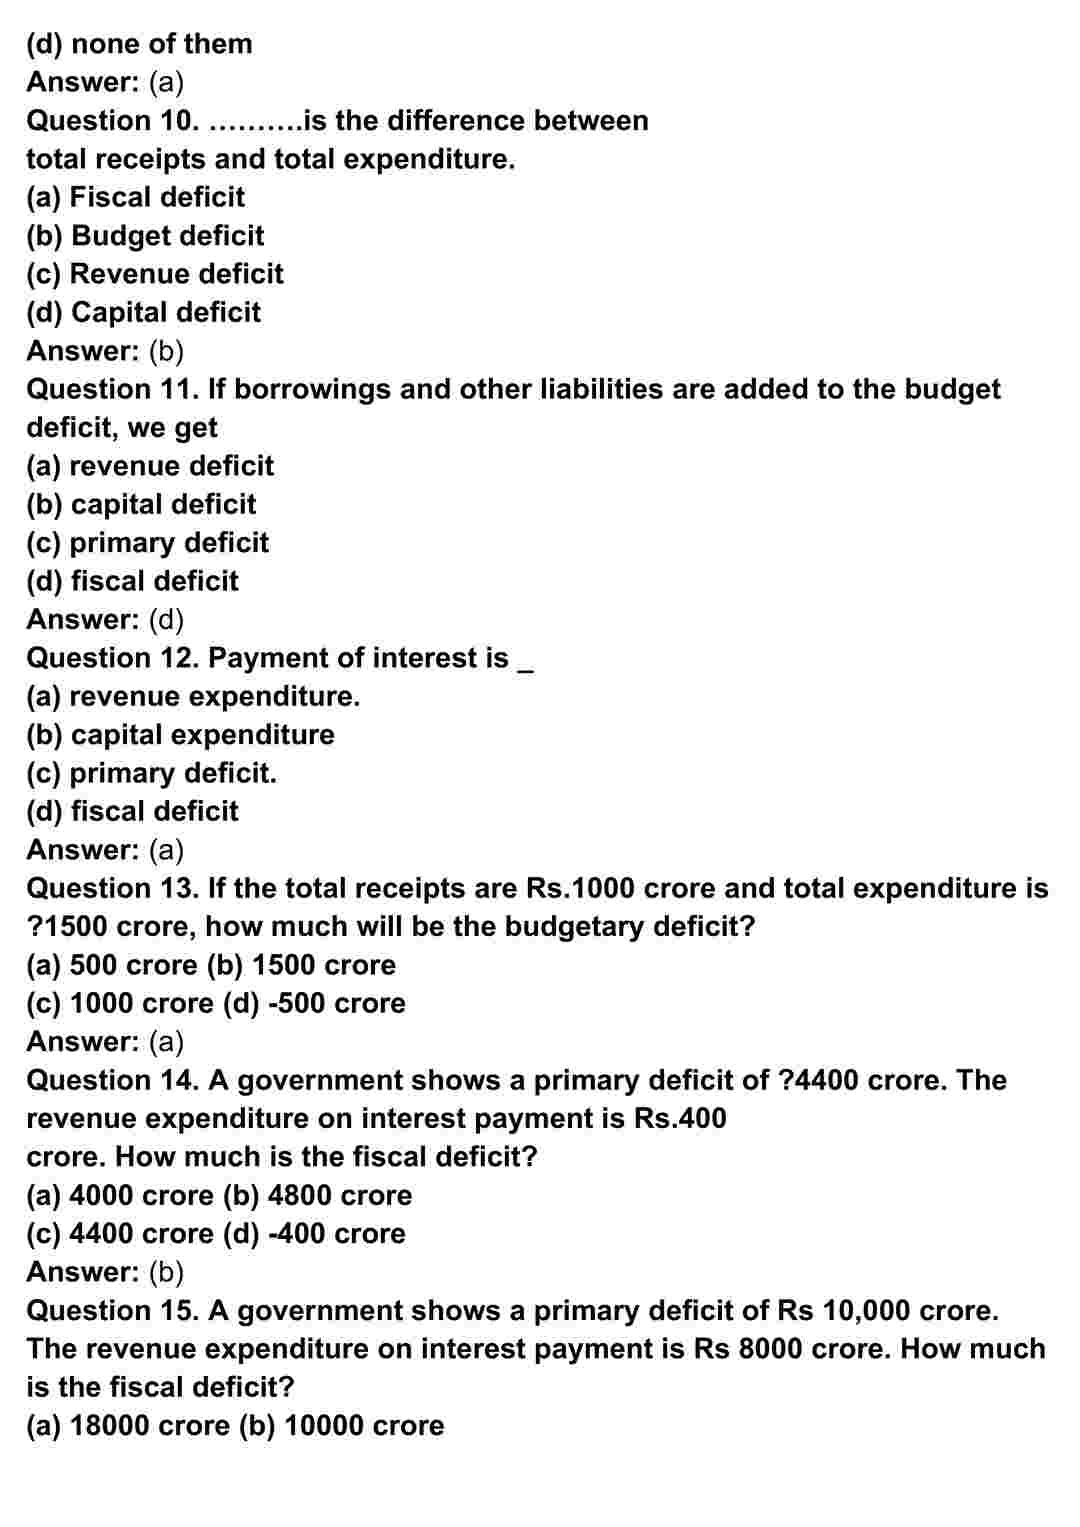 (d) none of them
Answer: (a)
Question 10. ..........is the difference between
total receipts and total expenditure.
(a) Fiscal deficit
(b) Budget deficit
(c) Revenue deficit
(d) Capital deficit
Answer: (b)
Question 11. If borrowings and other liabilities are added to the budget
deficit, we get
(a) revenue deficit
(b) capital deficit
(c) primary deficit
(d) fiscal deficit
Answer: (d)
Question 12. Payment of interest is _
(a) revenue expenditure.
(b) capital expenditure
(c) primary deficit.
(d) fiscal deficit
Answer: (a)
Question 13. If the total receipts are Rs.1000 crore and total expenditure is
?1500 crore, how much will be the budgetary deficit?
(a) 500 crore (b) 1500 crore
(c) 1000 crore (d) -500 crore
Answer: (a)
Question 14. A government shows a primary deficit of ?4400 crore. The
revenue expenditure on interest payment is Rs.400
crore. How much is the fiscal deficit?
(a) 4000 crore (b) 4800 crore
(c) 4400 crore (d) -400 crore
Answer: (b)
Question 15. A government shows a primary deficit of Rs 10,000 crore.
The revenue expenditure on interest payment is Rs 8000 crore. How much
is the fiscal deficit?
(a) 18000 crore (b) 10000 crore